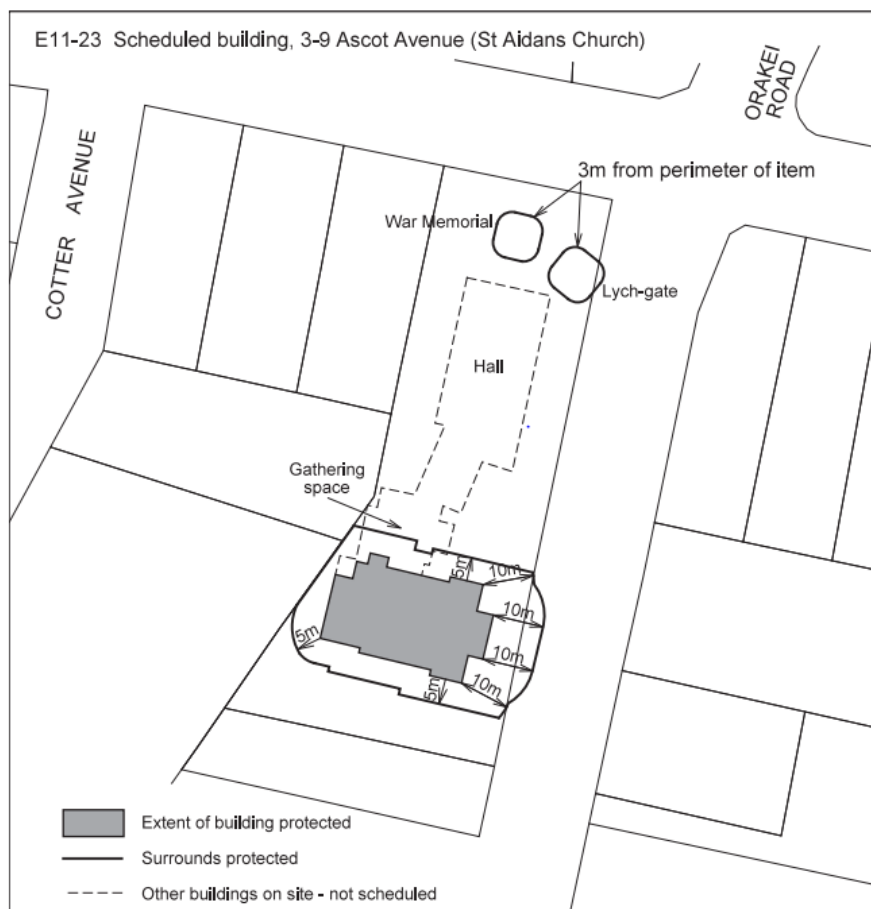 E11-23 Scheduled building, 3-9 Ascot Avenue (St Aidans Church)
ORAKEI
ROAD
COTTER AVENUE
3m from perimeter of item
War Memorial
Lych-gate
Hall
Gathering
space
5m
10m
10m
5m
10m
5m
10m
Extent of building protected
Surrounds protected
Other buildings on site - not scheduled